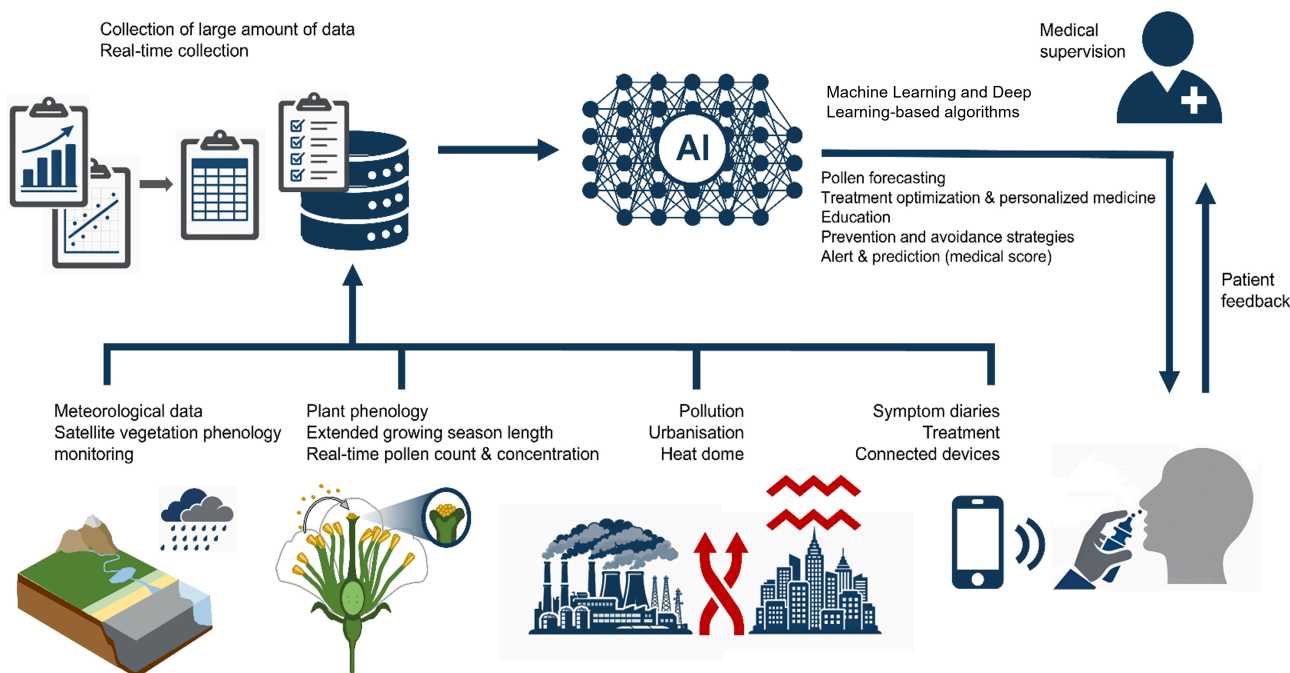 Collection of large amount of data
Real-time collection
Medical
supervision
AI
Machine Learning and Deep
Learning-based algorithms
Pollen forecasting
Treatment optimization & personalized medicine
Education
Prevention and avoidance strategies
Alert & prediction (medical score)
Patient
feedback
Meteorological data
Satellite vegetation phenology
monitoring
Plant phenology
Extended growing season length
Real-time pollen count & concentration
Pollution
Urbanisation
Heat dome
Symptom diaries
Treatment
Connected devices